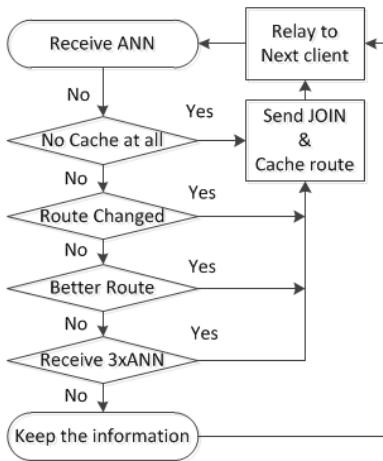 Receive ANN
Relay to
Next client
No
Yes
No Cache at all
Send JOIN
&
Cache route
No
Yes
Route Changed
No
Yes
Better Route
No
Yes
Receive 3xANN
No
Keep the information